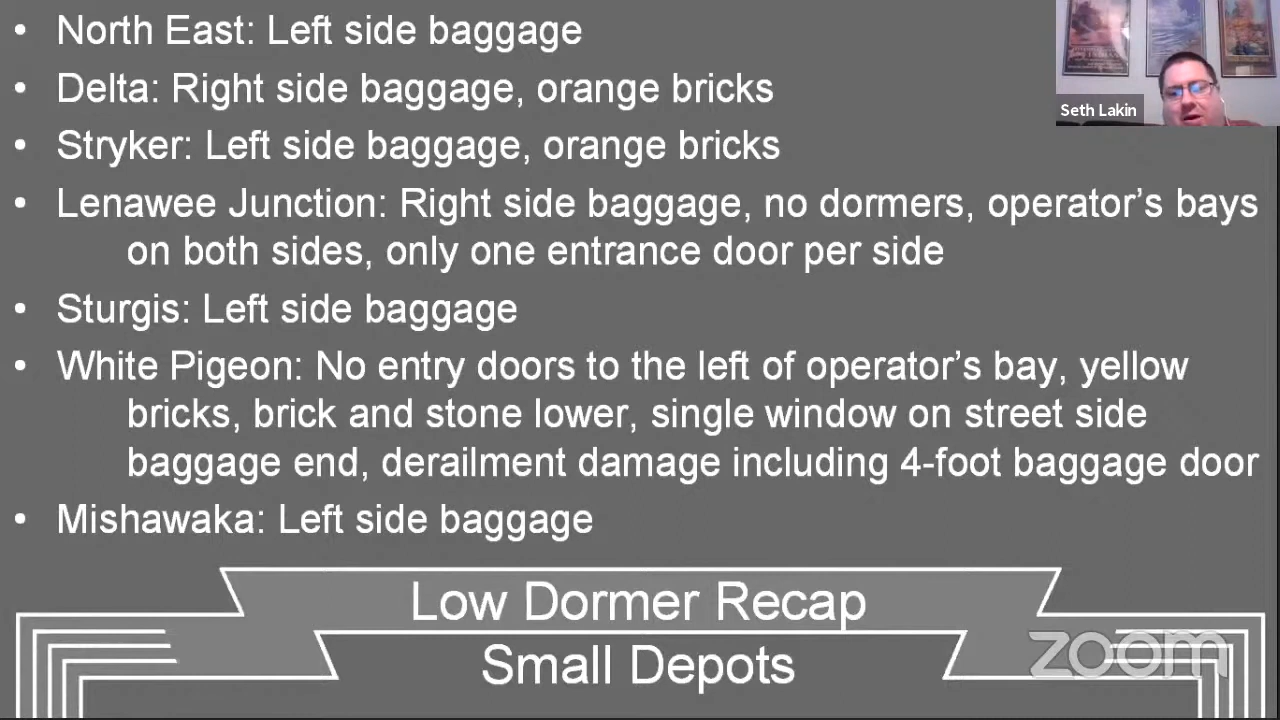 • North East: Left side baggage
• Delta: Right side baggage, orange bricks
• Stryker: Left side baggage, orange bricks
• Lenawee Junction: Right side baggage, no dormers, operator’s bays
on both sides, only one entrance door per side
• Sturgis: Left side baggage
• White Pigeon: No entry doors to the left of operator’s bay, yellow
bricks, brick and stone lower, single window on street side
baggage end, derailment damage including 4-foot baggage door
• Mishawaka: Left side baggage
Low Dormer Recap
Small Depots
Seth Lakin
zoom